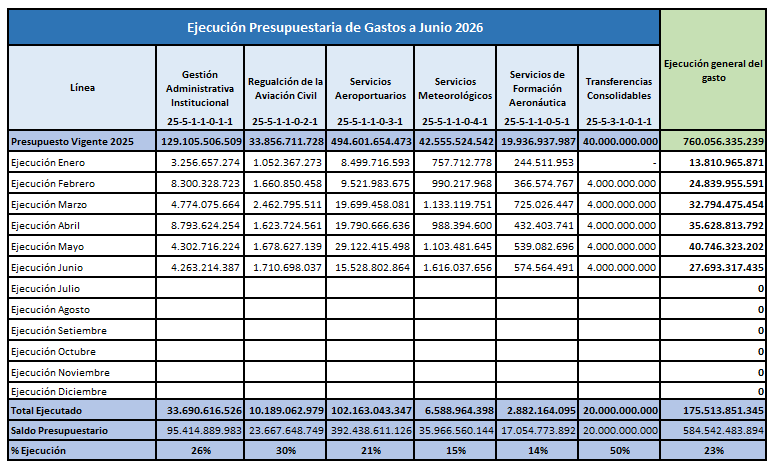 Ejecución Presupuestaria de Gastos a Junio 2026
Línea Gestión Administrativa Institucional 25-5-1-1-0-1-1 Regualción de la Aviación Civil 25-5-1-1-0-2-1 Servicios Aeroportuarios 25-5-1-1-0-3-1 Servicios Meteorológicos 25-5-1-1-0-4-1 Servicios de Formación Aeronáutica 25-5-1-1-0-5-1 Transferencias Consolidables 25-5-3-1-0-1-1 Ejecución general del gasto
Presupuesto Vigente 2025 129.105.506.509 33.856.711.728 494.601.654.473 42.555.524.542 19.936.937.987 40.000.000.000 760.056.335.239
Ejecución Enero 3.256.657.274 1.052.367.273 8.499.716.593 757.712.778 244.511.953 - 13.810.965.871
Ejecución Febrero 8.300.328.723 1.660.850.458 9.521.983.675 990.217.968 366.574.767 4.000.000.000 24.839.955.591
Ejecución Marzo 4.774.075.664 2.462.795.511 19.699.458.081 1.133.119.751 725.026.447 4.000.000.000 32.794.475.454
Ejecución Abril 8.793.624.254 1.623.724.561 19.790.666.636 988.394.600 432.403.741 4.000.000.000 35.628.813.792
Ejecución Mayo 4.302.716.224 1.678.627.139 29.122.415.498 1.103.481.645 539.082.696 4.000.000.000 40.746.323.202
Ejecución Junio 4.263.214.387 1.710.698.037 15.528.802.864 1.616.037.656 574.564.491 4.000.000.000 27.693.317.435
Ejecución Julio 0
Ejecución Agosto 0
Ejecución Setiembre 0
Ejecución Octubre 0
Ejecución Noviembre 0
Ejecución Diciembre 0
Total Ejecutado 33.690.616.526 10.189.062.979 102.163.043.347 6.588.964.398 2.882.164.095 20.000.000.000 175.513.851.345
Saldo Presupuestario 95.414.889.983 23.667.648.749 392.438.611.126 35.966.560.144 17.054.773.892 20.000.000.000 584.542.483.894
% Ejecución 26% 30% 21% 15% 14% 50% 23%